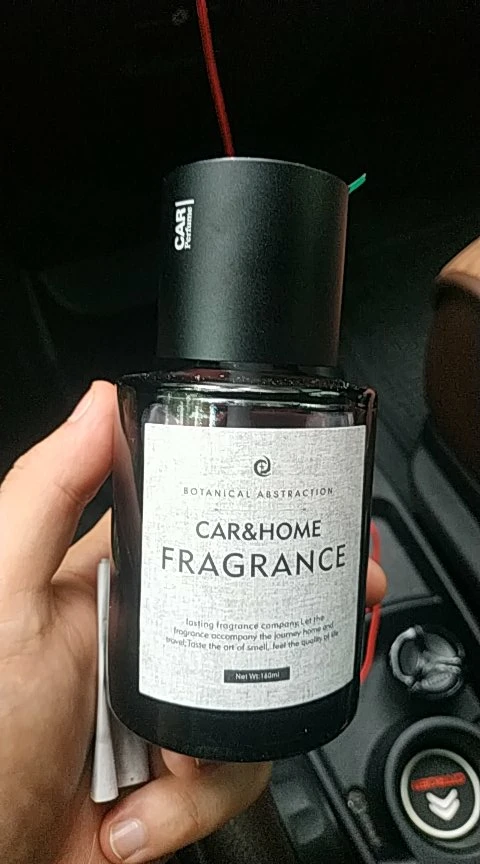 CAR
Perfume
BOTANICAL ABSTRACTION
CAR&HOME
FRAGRANCE
lasting fragrance company, Let the
fragrance accompany the journey home and
travel; Taste the art of smell, feel the quality of life
Net Wt:160ml